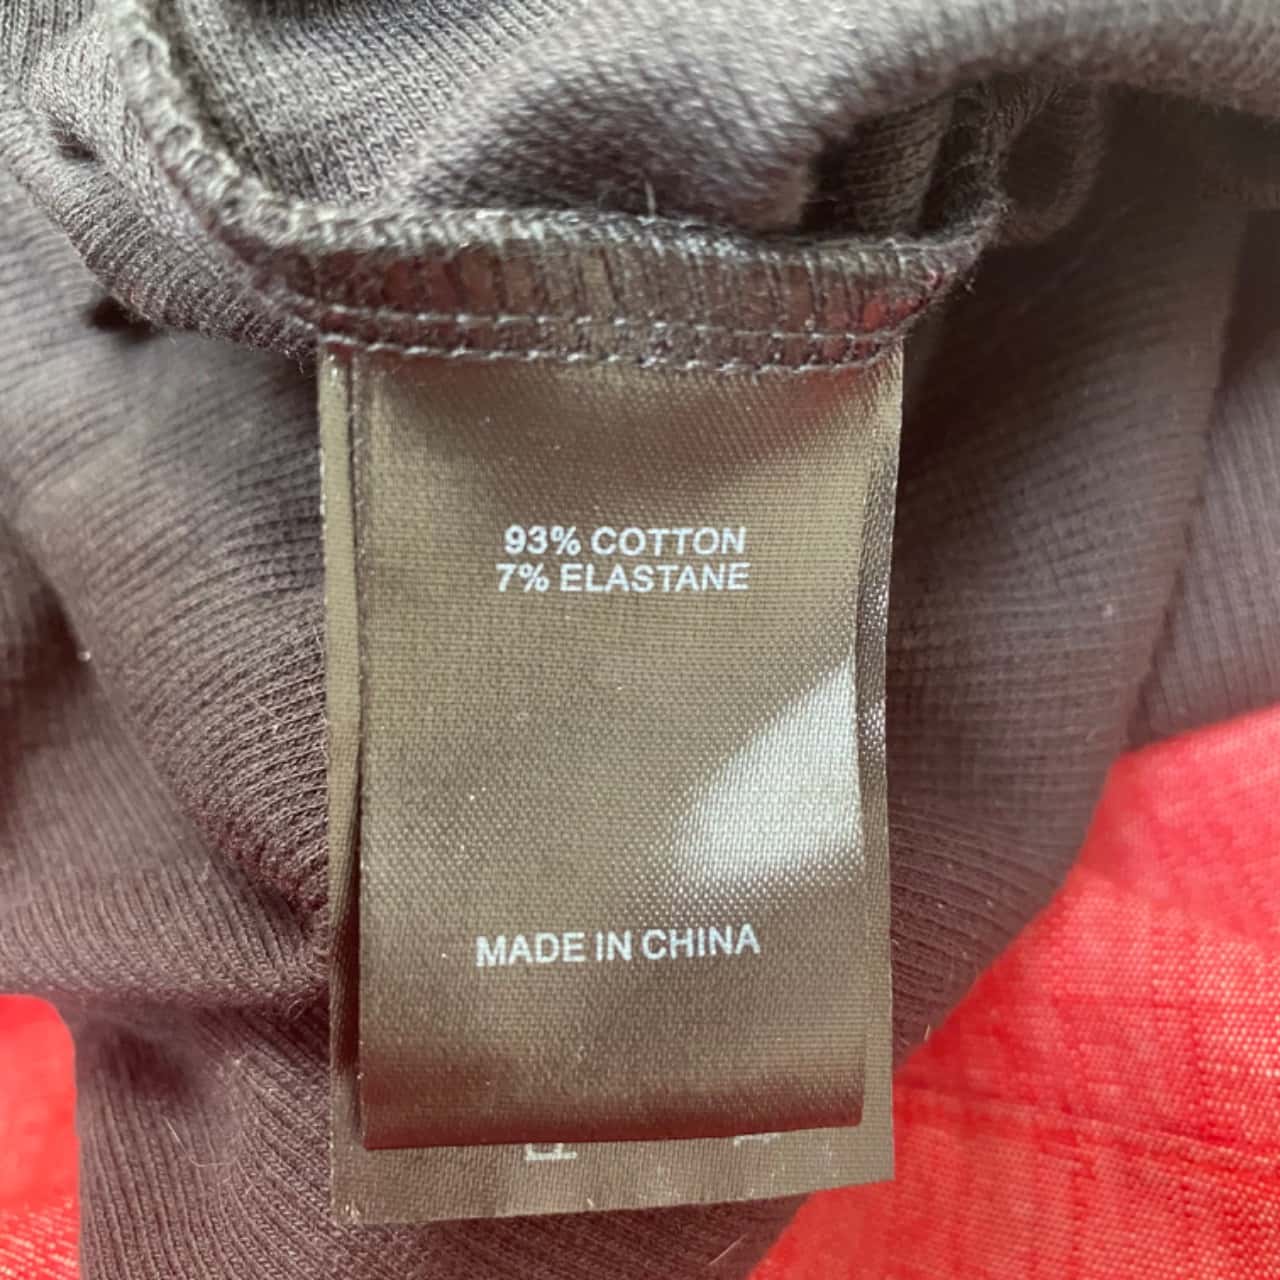 93% COTTON
7% ELASTANE
MADE IN CHINA